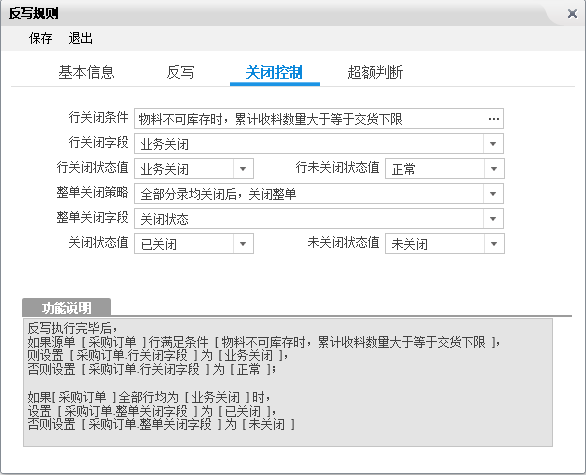 反写规则
保存 退出
基本信息 反写 关闭控制 超额判断
行关闭条件 物料不可库存时，累计收料数量大于等于交货下限 ...
行关闭字段 业务关闭
行关闭状态值 业务关闭 行未关闭状态值 正常
整单关闭策略 全部分录均关闭后，关闭整单
整单关闭字段 关闭状态
关闭状态值 已关闭 未关闭状态值 未关闭
功能说明
反写执行完毕后，
如果源单［采购订单］行满足条件［物料不可库存时，累计收料数量大于等于交货下限］，
则设置［采购订单.行关闭字段］为［业务关闭］，
否则设置［采购订单.行关闭字段］为［正常］；
如果[采购订单］全部行均为［业务关闭］时，
设置［采购订单.整单关闭字段］为［已关闭］，
否则设置［采购订单.整单关闭字段］为［未关闭］